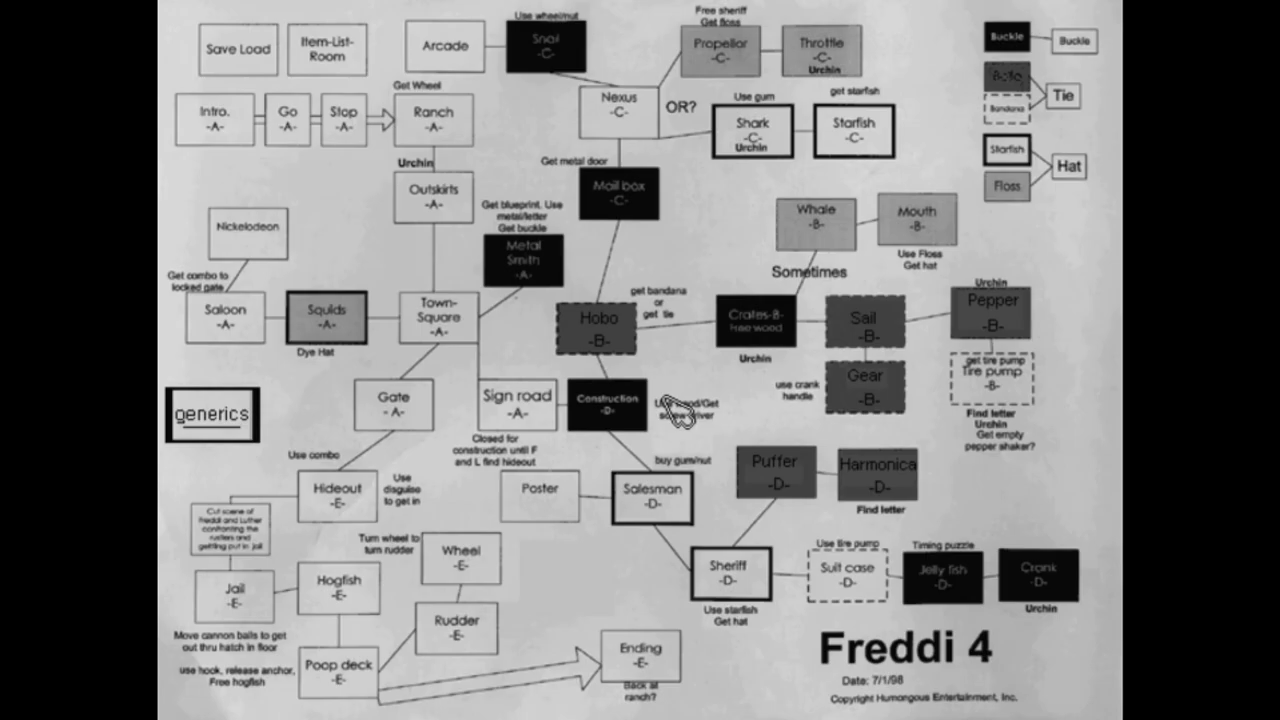 Save Load
Item-List-
Room
Arcade
Use wheel/nut
Snail
-C-
Free sheriff
Get floss
Propellor
-C-
Throttle
-C-
Urchin
Buckle
Buckle
Intro.
-A-
Go
-A-
Stop
-A-
Get Wheel
Ranch
-A-
Nexus
-C-
OR?
Use gum
Shark
-C-
Urchin
get starfish
Starfish
-C-
Bandana
Tie
Starfish
Floss
Hat
Urchin
Outskirts
-A-
Get metal door
Mail box
-C-
Nickelodeon
Get blueprint. Use
metal/letter
Get buckle
Metal
Smith
-A-
Whale
-B-
Mouth
-B-
Use Floss
Get hat
Sometimes
Get combo to
locked gate
Saloon
-A-
Squids
-A-
Dye Hat
Town-
Square
-A-
Hobo
-B-
get bandana
or
get tie
Crates-B-
Free wood
Urchin
Sail
-B-
Urchin
Pepper
-B-
Gear
-B-
use crank
handle
get tire pump
Tire pump
-B-
Find letter
Urchin
Get empty
pepper shaker?
generics
Gate
- A-
Sign road
-A-
Closed for
construction until F
and L find hideout
Construction
-D-
Use wood/Get
screw driver
Use combo
Hideout
-E-
Use
disguise
to get in
Poster
buy gum/nut
Salesman
-D-
Puffer
-D-
Harmonica
-D-
Find letter
Cut scene of
Freddi and Luther
confronting the
rustlers and
getting put in jail
Turn wheel to
turn rudder
Wheel
-E-
Sheriff
-D-
Use starfish
Get hat
Use tire pump
Suit case
-D-
Timing puzzle
Jelly fish
-D-
Crank
-D-
Urchin
Jail
-E-
Hogfish
-E-
Move cannon balls to get
out thru hatch in floor
Rudder
-E-
use hook, release anchor,
Free hogfish
Poop deck
-E-
Ending
-E-
Back at
ranch?
Freddi 4
Date: 7/1/98
Copyright Humongous Entertainment, Inc.